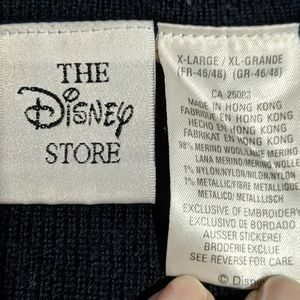 THE
Disney
STORE
X-LARGE / XL-GRANDE
(FR-46/48) (GR-46/48)
CA 25083
MADE IN HONG KONG
FABRIQUE EN HONG KONG
HECHO EN HONG KONG
FABRIKAT EN HONG KONG
98% MERINO WOOL/LAINE MERINO
LANA MERINO/MERINO WOLLE
1% NYLON/NYLON/NILON/NYLON
1% METALLIC/FIBRE METALLIQUE
METALICO/METALLLISCH
EXCLUSIVE OF EMBROIDERY
EXCLUSIVO DE BORDADO
AUSSER STICKEREI
BRODERIE EXCLUE
SEE REVERSE FOR CARE
© Disney